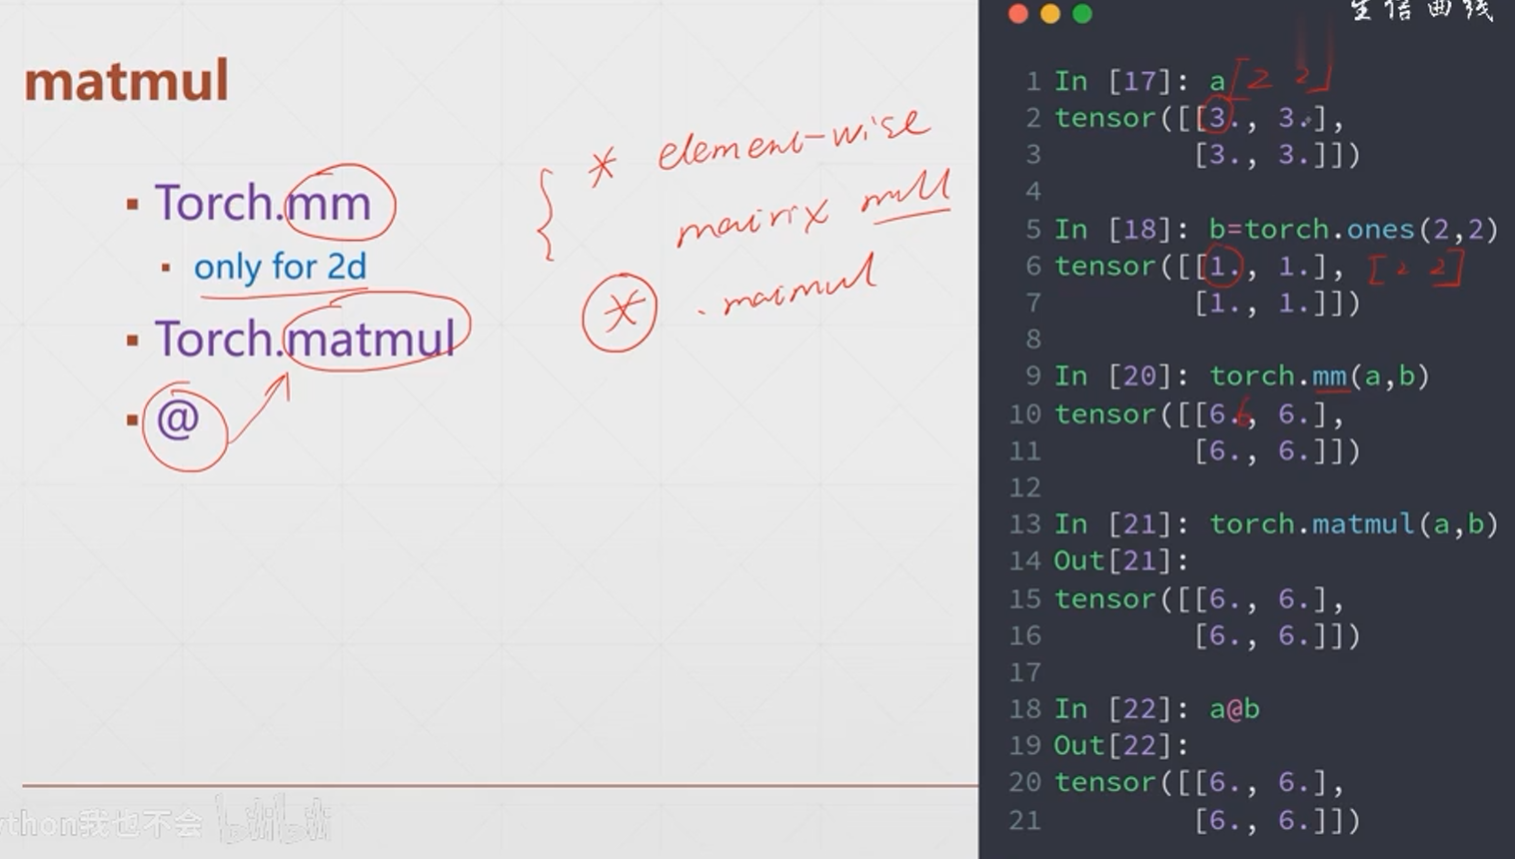 matmul
▪ Torch.mm
▪ only for 2d
▪ Torch.matmul
▪ @
* element-wise
matrix mull
* .matmul
生信曲线
1 In [17]: a [2 2]
2 tensor([[3., 3.],
3 [3., 3.]])
4
5 In [18]: b=torch.ones(2,2)
6 tensor([[1., 1.], [2 2]
7 [1., 1.]])
8
9 In [20]: torch.mm(a,b)
10 tensor([[6., 6.],
11 [6., 6.]])
12
13 In [21]: torch.matmul(a,b)
14 Out[21]:
15 tensor([[6., 6.],
16 [6., 6.]])
17
18 In [22]: a@b
19 Out[22]:
20 tensor([[6., 6.],
21 [6., 6.]])
ython我也不会 bilibili